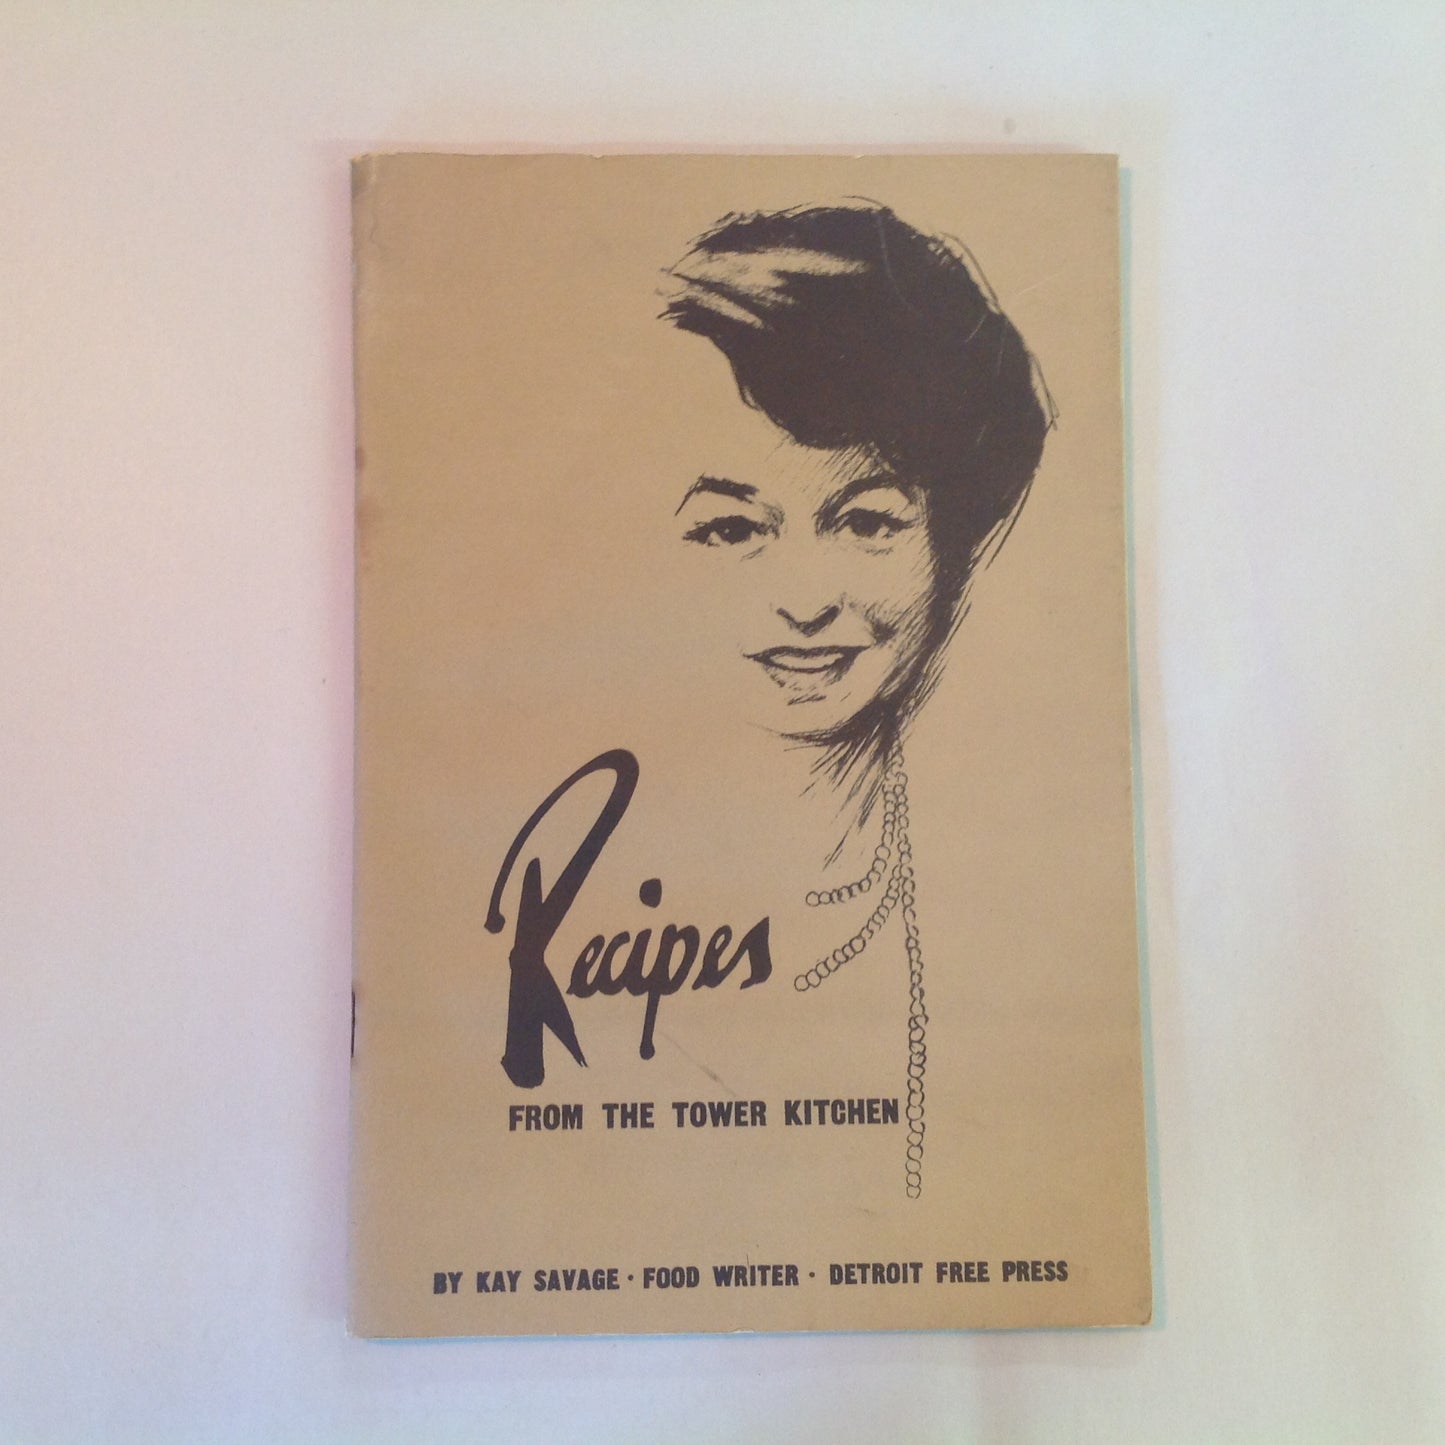 Recipes
FROM THE TOWER KITCHEN
BY KAY SAVAGE · FOOD WRITER · DETROIT FREE PRESS